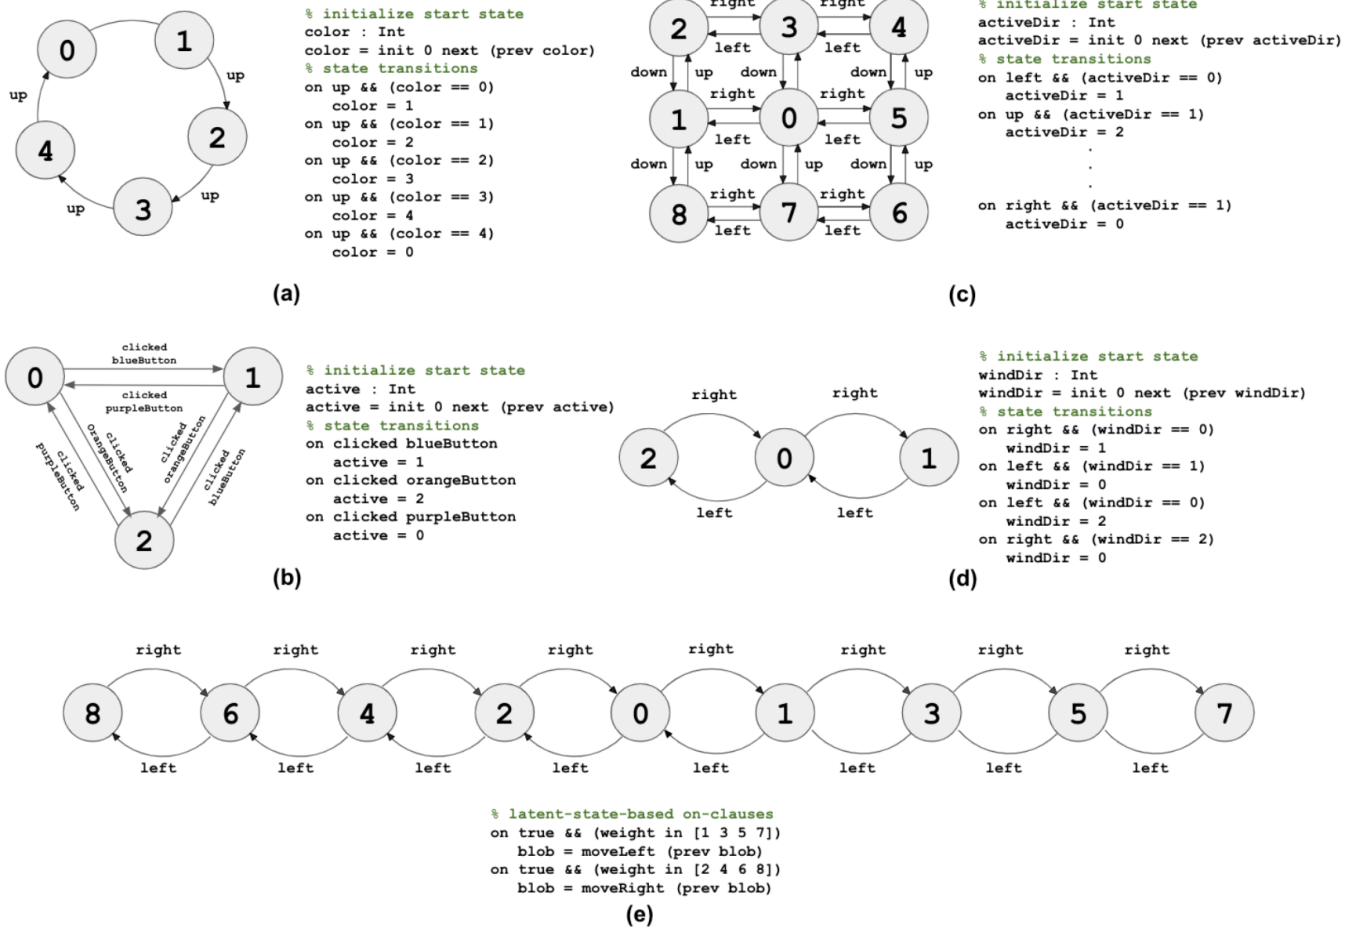 0
1
2
3
4
up
up
up
up
% initialize start state
color : Int
color = init 0 next (prev color)
% state transitions
on up && (color == 0)
color = 1
on up && (color == 1)
color = 2
on up && (color == 2)
color = 3
on up && (color == 3)
color = 4
on up && (color == 4)
color = 0
(a)
right right
2 3 4
left left
down up down down up
right right
1 0 5
left left
down up down up down up
right right
8 7 6
left left
% initialize start state
activeDir : Int
activeDir = init 0 next (prev activeDir)
% state transitions
on left && (activeDir == 0)
activeDir = 1
on up && (activeDir == 1)
activeDir = 2
.
.
.
on right && (activeDir == 1)
activeDir = 0
(c)
clicked
blueButton
0 1
clicked
purpleButton
clicked
purpleButton
clicked
OrangeButton
clicked
orangeButton
clicked
blueButton
2
% initialize start state
active : Int
active = init 0 next (prev active)
% state transitions
on clicked blueButton
active = 1
on clicked orangeButton
active = 2
on clicked purpleButton
active = 0
(b)
right right
2 0 1
left left
% initialize start state
windDir : Int
windDir = init 0 next (prev windDir)
% state transitions
on right && (windDir == 0)
windDir = 1
on left && (windDir == 1)
windDir = 0
on left && (windDir == 0)
windDir = 2
on right && (windDir == 2)
windDir = 0
(d)
right right right right right right right right
8 6 4 2 0 1 3 5 7
left left left left left left left left
% latent-state-based on-clauses
on true && (weight in [1 3 5 7])
blob = moveLeft (prev blob)
on true && (weight in [2 4 6 8])
blob = moveRight (prev blob)
(e)